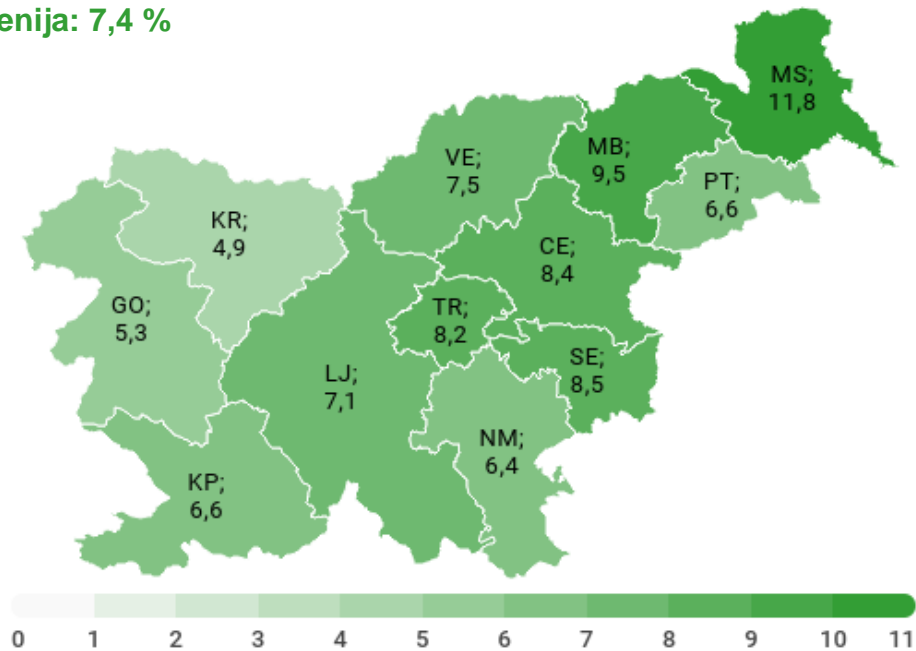 enija: 7,4 %
MS;
11,8
MB;
9,5
VE;
7,5
PT;
6,6
KR;
4,9
CE;
8,4
GO;
5,3
TR;
8,2
SE;
8,5
LJ;
7,1
NM;
6,4
KP;
6,6
0 1 2 3 4 5 6 7 8 9 10 11